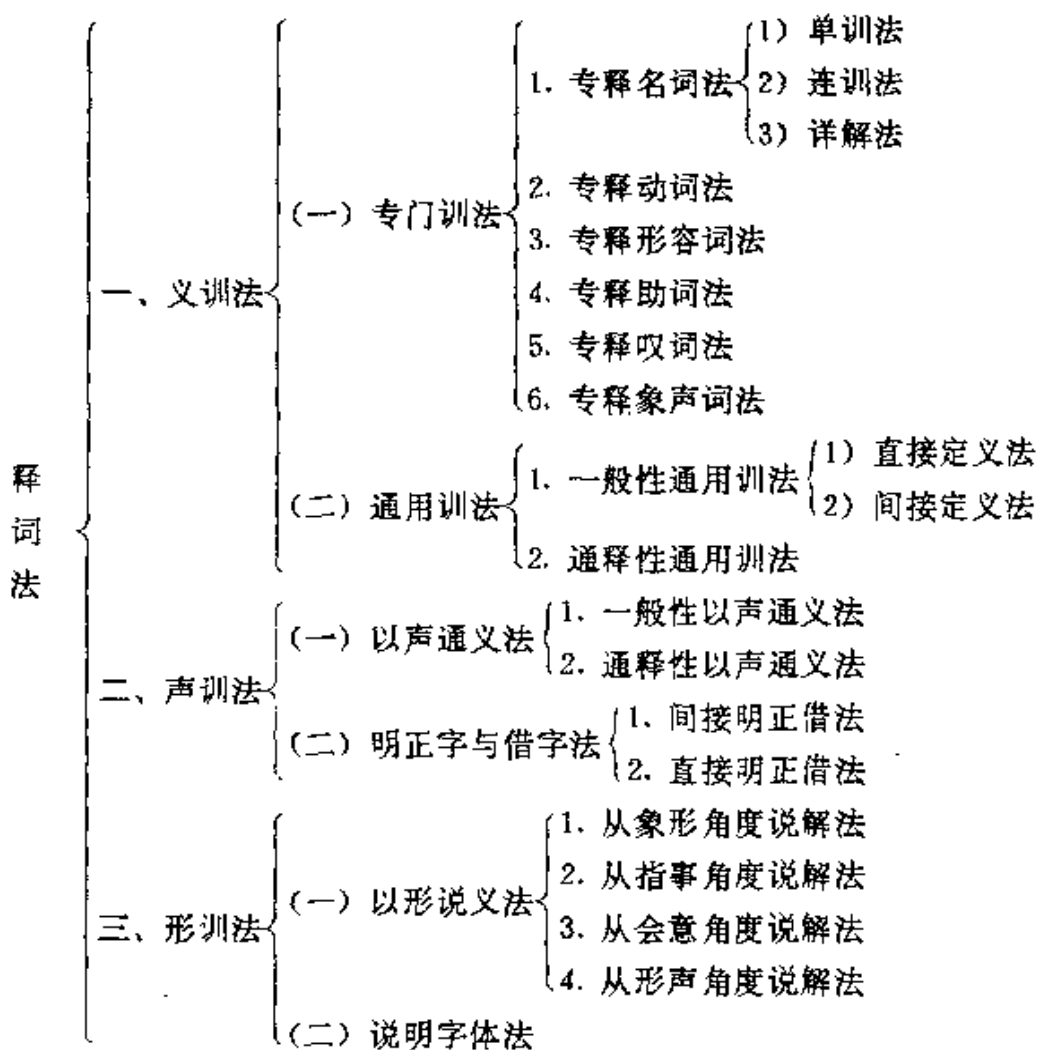 1) 单训法
1. 专释名词法 2) 连训法
3) 详解法
2. 专释动词法
(一) 专门训法
3. 专释形容词法
一、义训法 4. 专释助词法
5. 专释叹词法
6. 专释象声词法
1) 直接定义法
1. 一般性通用训法
(二) 通用训法 2) 间接定义法
2. 通释性通用训法
释词法
1. 一般性以声通义法
(一) 以声通义法
2. 通释性以声通义法
二、声训法
1. 间接明正借法
(二) 明正字与借字法
2. 直接明正借法
1. 从象形角度说解法
2. 从指事角度说解法
(一) 以形说义法
三、形训法 3. 从会意角度说解法
4. 从形声角度说解法
(二) 说明字体法